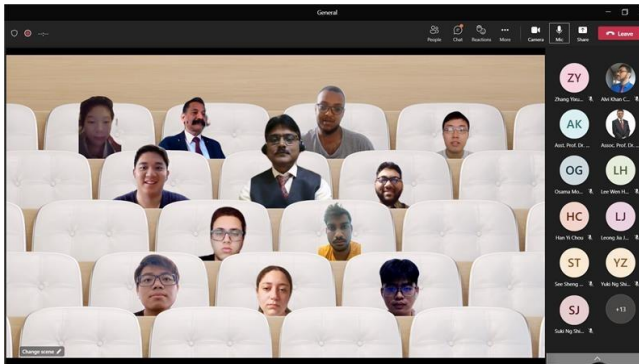 General
People Chat Reactions More Camera Mic Share Leave
ZY
Zhang Yixu...
Alvi Khan C...
AK
Asst. Prof. Dr. ...
Assoc. Prof. Dr...
OG LH
Osama Mo... Lee Wen H...
HC LJ
Han Yi Chou Leong Jia J...
ST YZ
See Sheng ... Yuki Ng Shi...
SJ +13
Suki Ng Shi...
Change scene